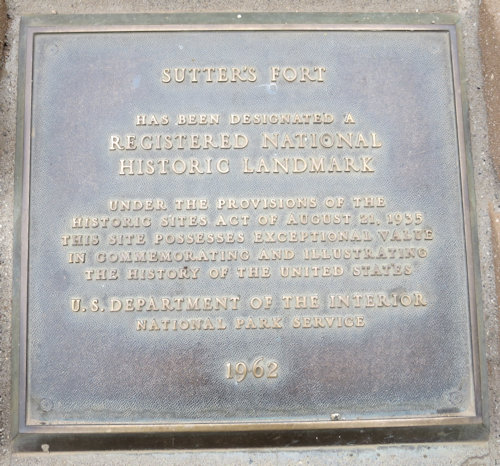 SUTTER'S FORT
HAS BEEN DESIGNATED A
REGISTERED NATIONAL
HISTORIC LANDMARK
UNDER THE PROVISIONS OF THE
HISTORIC SITES ACT OF AUGUST 21, 1935
THIS SITE POSSESSES EXCEPTIONAL VALUE
IN COMMEMORATING AND ILLUSTRATING
THE HISTORY OF THE UNITED STATES
U. S. DEPARTMENT OF THE INTERIOR
NATIONAL PARK SERVICE
1962